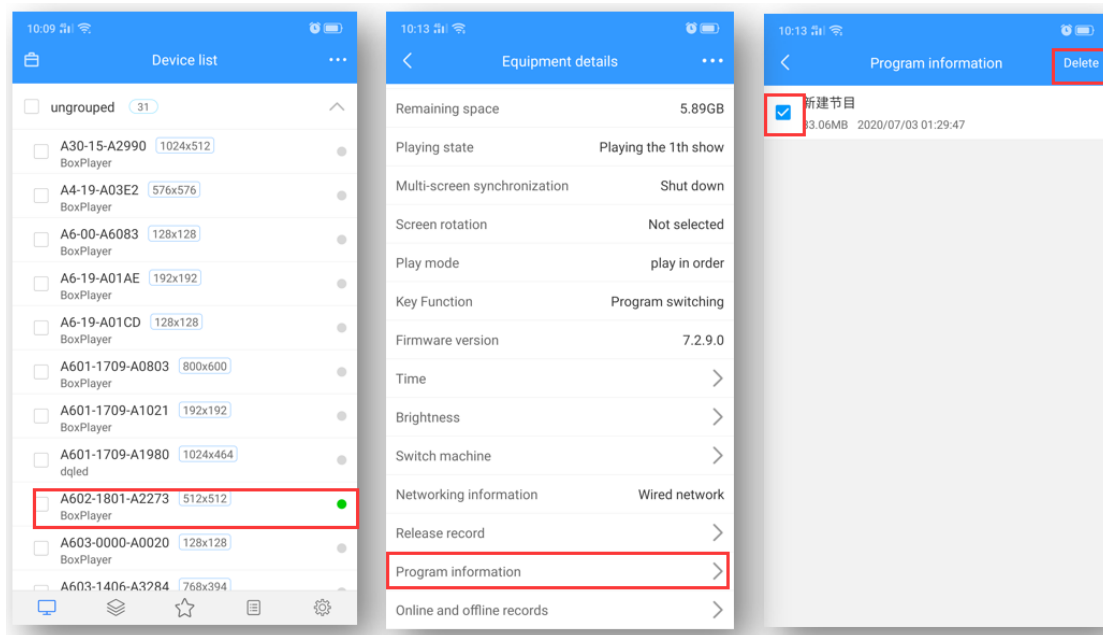 10:09
Device list
ungrouped 31
A30-15-A2990 1024x512
BoxPlayer
A4-19-A03E2 576x576
BoxPlayer
A6-00-A6083 128x128
BoxPlayer
A6-19-A01AE 192x192
BoxPlayer
A6-19-A01CD 128x128
BoxPlayer
A601-1709-A0803 800x600
BoxPlayer
A601-1709-A1021 192x192
BoxPlayer
A601-1709-A1980 1024x464
dqled
A602-1801-A2273 512x512
BoxPlayer
A603-0000-A0020 128x128
BoxPlayer
A603-1406-A3284 768x394
10:13
Equipment details
Remaining space 5.89GB
Playing state Playing the 1th show
Multi-screen synchronization Shut down
Screen rotation Not selected
Play mode play in order
Key Function Program switching
Firmware version 7.2.9.0
Time
Brightness
Switch machine
Networking information Wired network
Release record
Program information
Online and offline records
10:13
Program information Delete
新建节目
33.06MB 2020/07/03 01:29:47